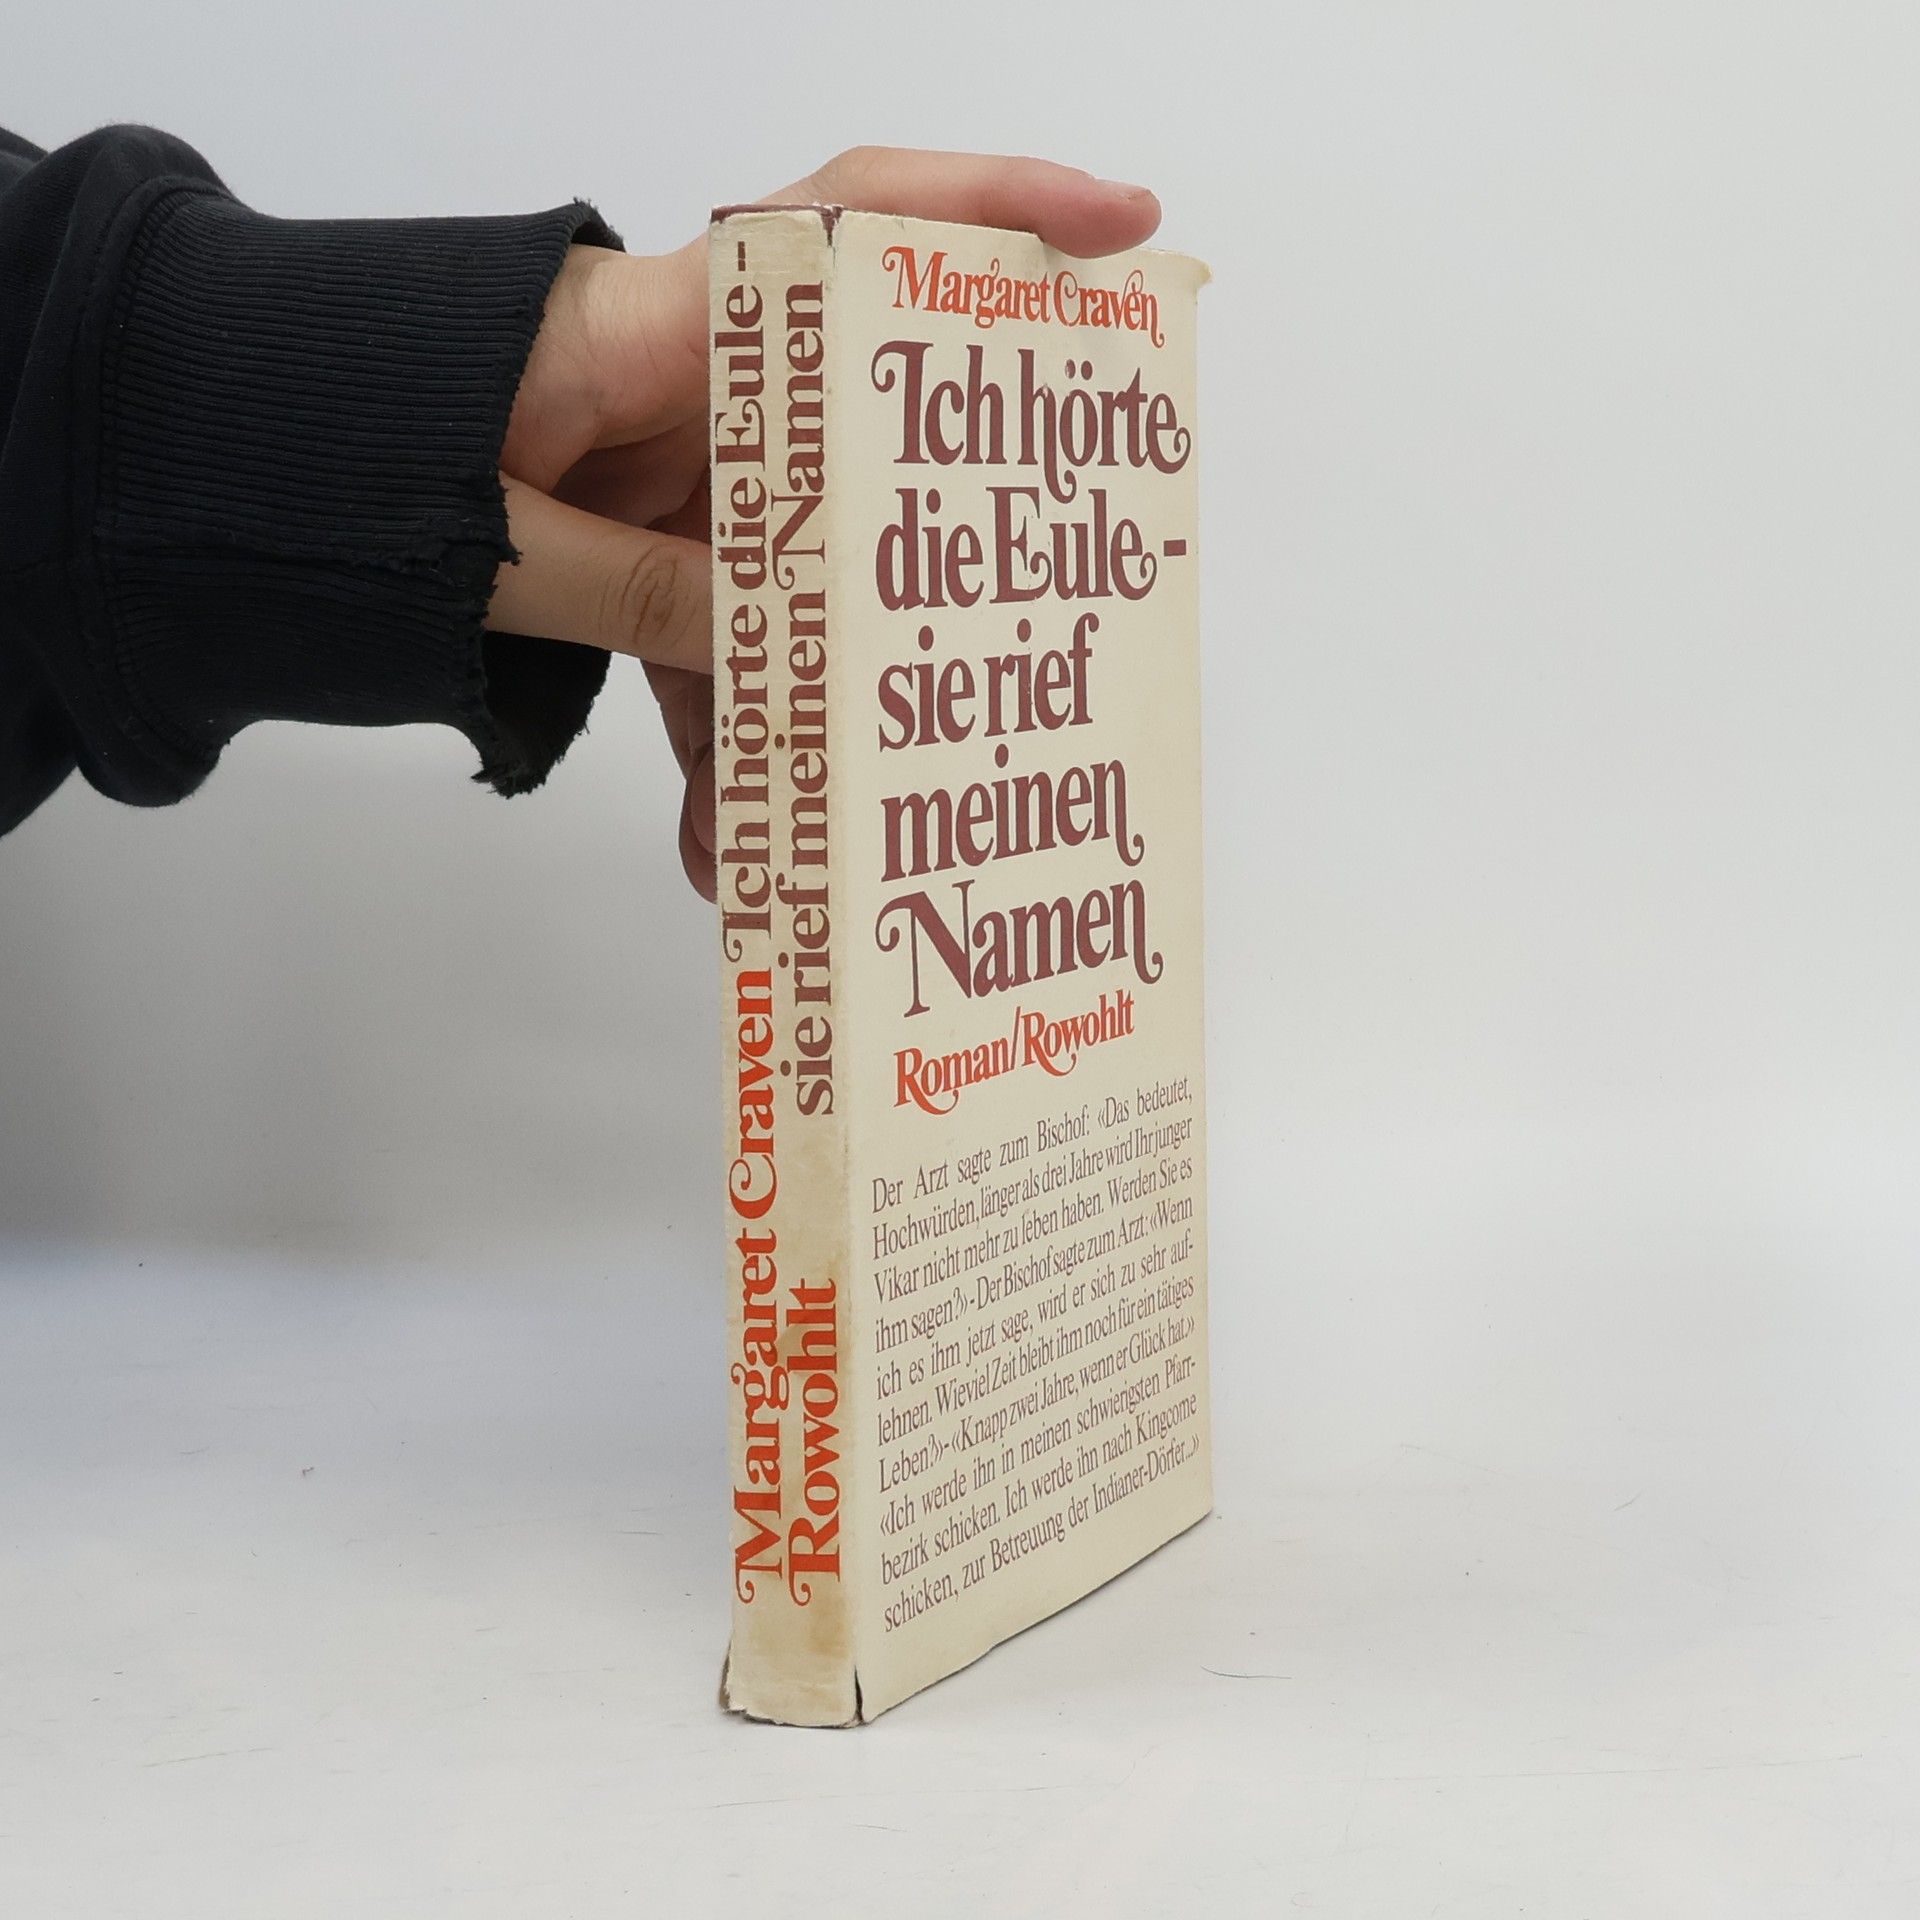 Margaret Craven Ich hörte die Eule -
Rowohlt sie rief meinen Namen
Margaret Craven
Ich hörte
die Eule -
sie rief
meinen
Namen
Roman/Rowohlt
Der Arzt sagte zum Bischof: «Das bedeutet,
Hochwürden, länger als drei Jahre wird Ihr junger
Vikar nicht mehr zu leben haben. Werden Sie es
ihm sagen?» - Der Bischof sagte zum Arzt: «Wenn
ich es ihm jetzt sage, wird er sich zu sehr auf-
lehnen. Wieviel Zeit bleibt ihm noch für ein tätiges
Leben?» - «Knapp zwei Jahre, wenn er Glück hat.»
«Ich werde ihn in meinen schwierigsten Pfarr-
bezirk schicken. Ich werde ihn nach Kingcome
schicken, zur Betreuung der Indianer-Dörfer...»